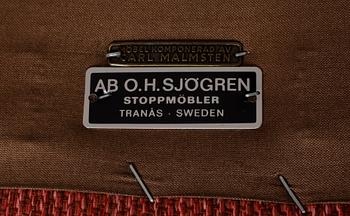 MÖBEL KOMPONERAD AV
CARL MALMSTEN
AB O.H. SJÖGREN
STOPPMÖBLER
TRANÅS · SWEDEN